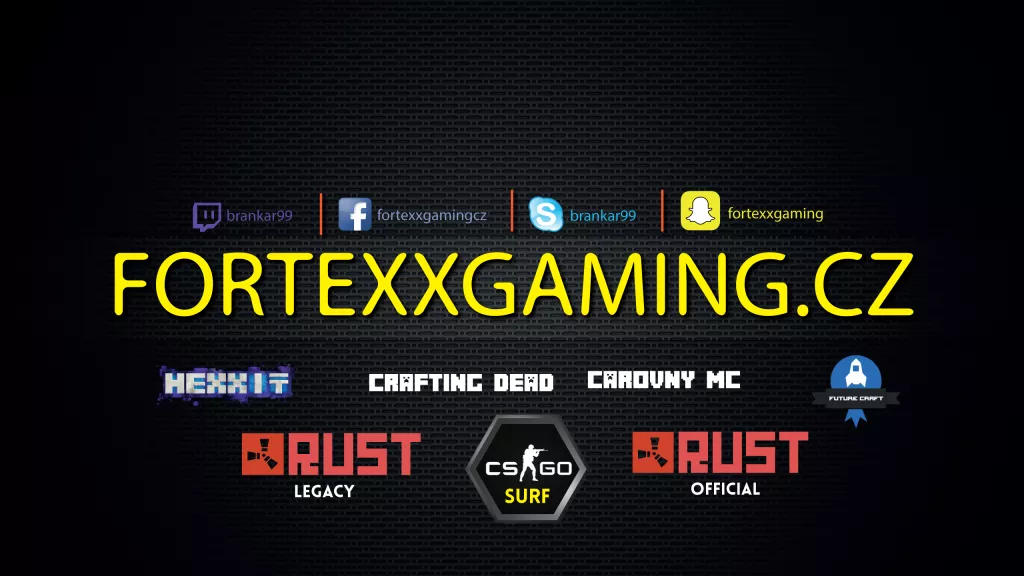 brankar99
fortexxgamingcz
brankar99
fortexxgaming
FORTEXXGAMING.CZ
HEXXIT
CRAFTING DEAD
CAROVNY MC
FUTURE CRAFT
RUST
LEGACY
CS GO
SURF
RUST
OFFICIAL